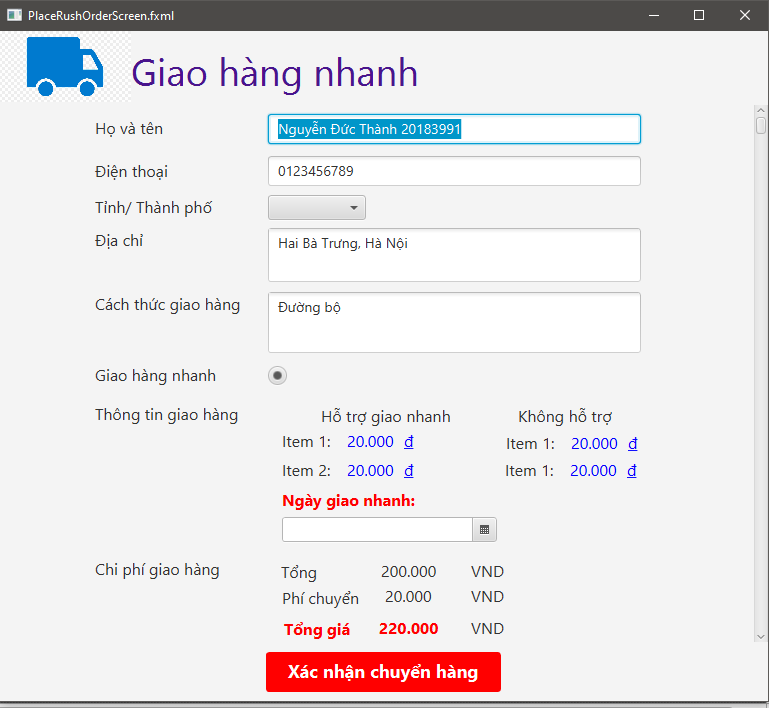 PlaceRushOrderScreen.fxml
Giao hàng nhanh
Họ và tên Nguyễn Đức Thành 20183991
Điện thoại 0123456789
Tỉnh/ Thành phố
Địa chỉ Hai Bà Trưng, Hà Nội
Cách thức giao hàng Đường bộ
Giao hàng nhanh
Thông tin giao hàng Hỗ trợ giao nhanh Không hỗ trợ
Item 1: 20.000 đ Item 1: 20.000 đ
Item 2: 20.000 đ Item 1: 20.000 đ
Ngày giao nhanh:
Chi phí giao hàng Tổng 200.000 VND
Phí chuyển 20.000 VND
Tổng giá 220.000 VND
Xác nhận chuyển hàng